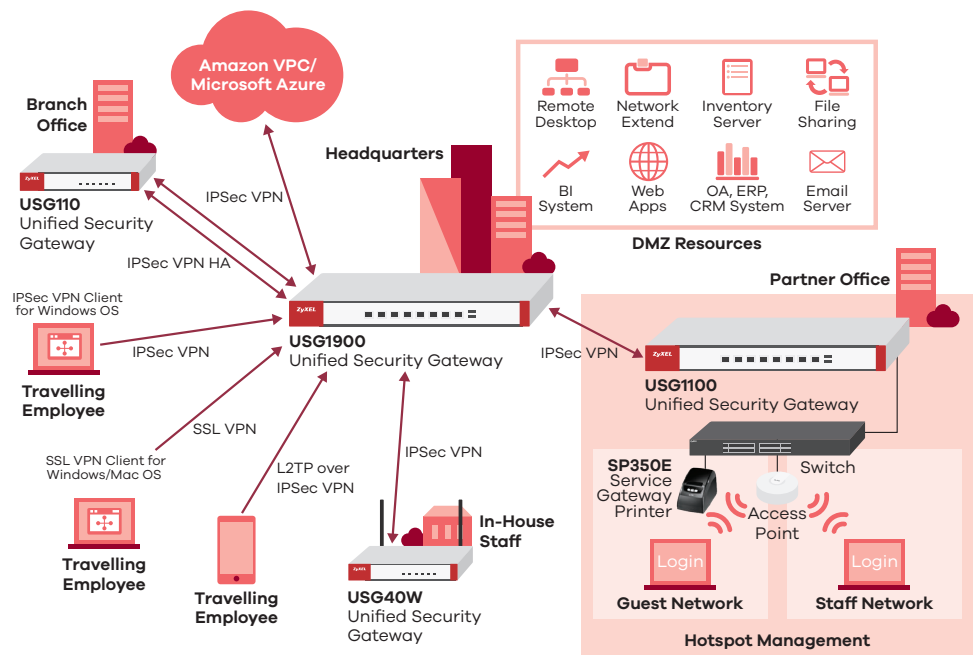 Amazon VPC/
Microsoft Azure
Branch
Office
ZyXEL
USG110
Unified Security
Gateway
IPSec VPN
IPSec VPN HA
Headquarters
Remote
Desktop
Network
Extend
Inventory
Server
File
Sharing
BI
System
Web
Apps
OA, ERP,
CRM System
Email
Server
DMZ Resources
ZyXEL
USG1900
Unified Security Gateway
IPSec VPN Client
for Windows OS
IPSec VPN
Travelling
Employee
SSL VPN
SSL VPN Client for
Windows/Mac OS
Travelling
Employee
L2TP over
IPSec VPN
Travelling
Employee
IPSec VPN
In-House
Staff
ZyXEL
USG40W
Unified Security
Gateway
IPSec VPN
Partner Office
ZyXEL
USG1100
Unified Security Gateway
Switch
SP350E
Service
Gateway
Printer
Access
Point
Login
Guest Network
Login
Staff Network
Hotspot Management